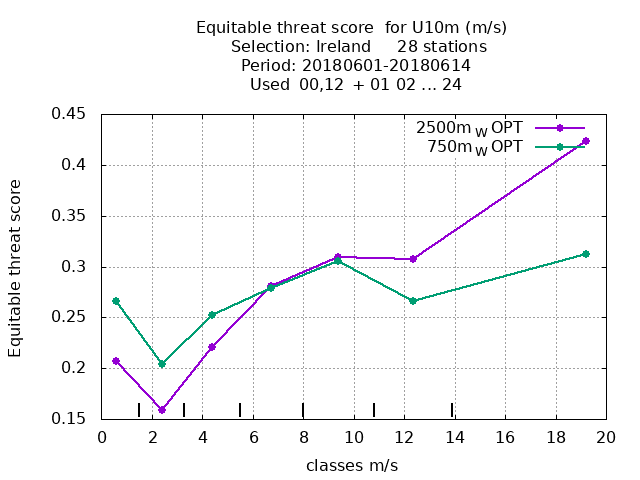 Equitable threat score  for U10m (m/s)
Selection: Ireland     28 stations
Period: 20180601-20180614
Used  00,12  + 01 02 ... 24
0.45
0.4
0.35
0.3
0.25
0.2
0.15
Equitable threat score
2500m W OPT
750m W OPT
0 2 4 6 8 10 12 14 16 18 20
classes m/s